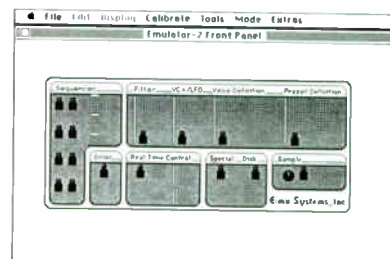 File Edit Display Calibrate Tools Mode Extras
Emulator-2 Front Panel
Sequencer
Filter VCA/LFO Voice Definition Preset Definition
Real Time Control
Special Disk
Sample
E-mu Systems, Inc